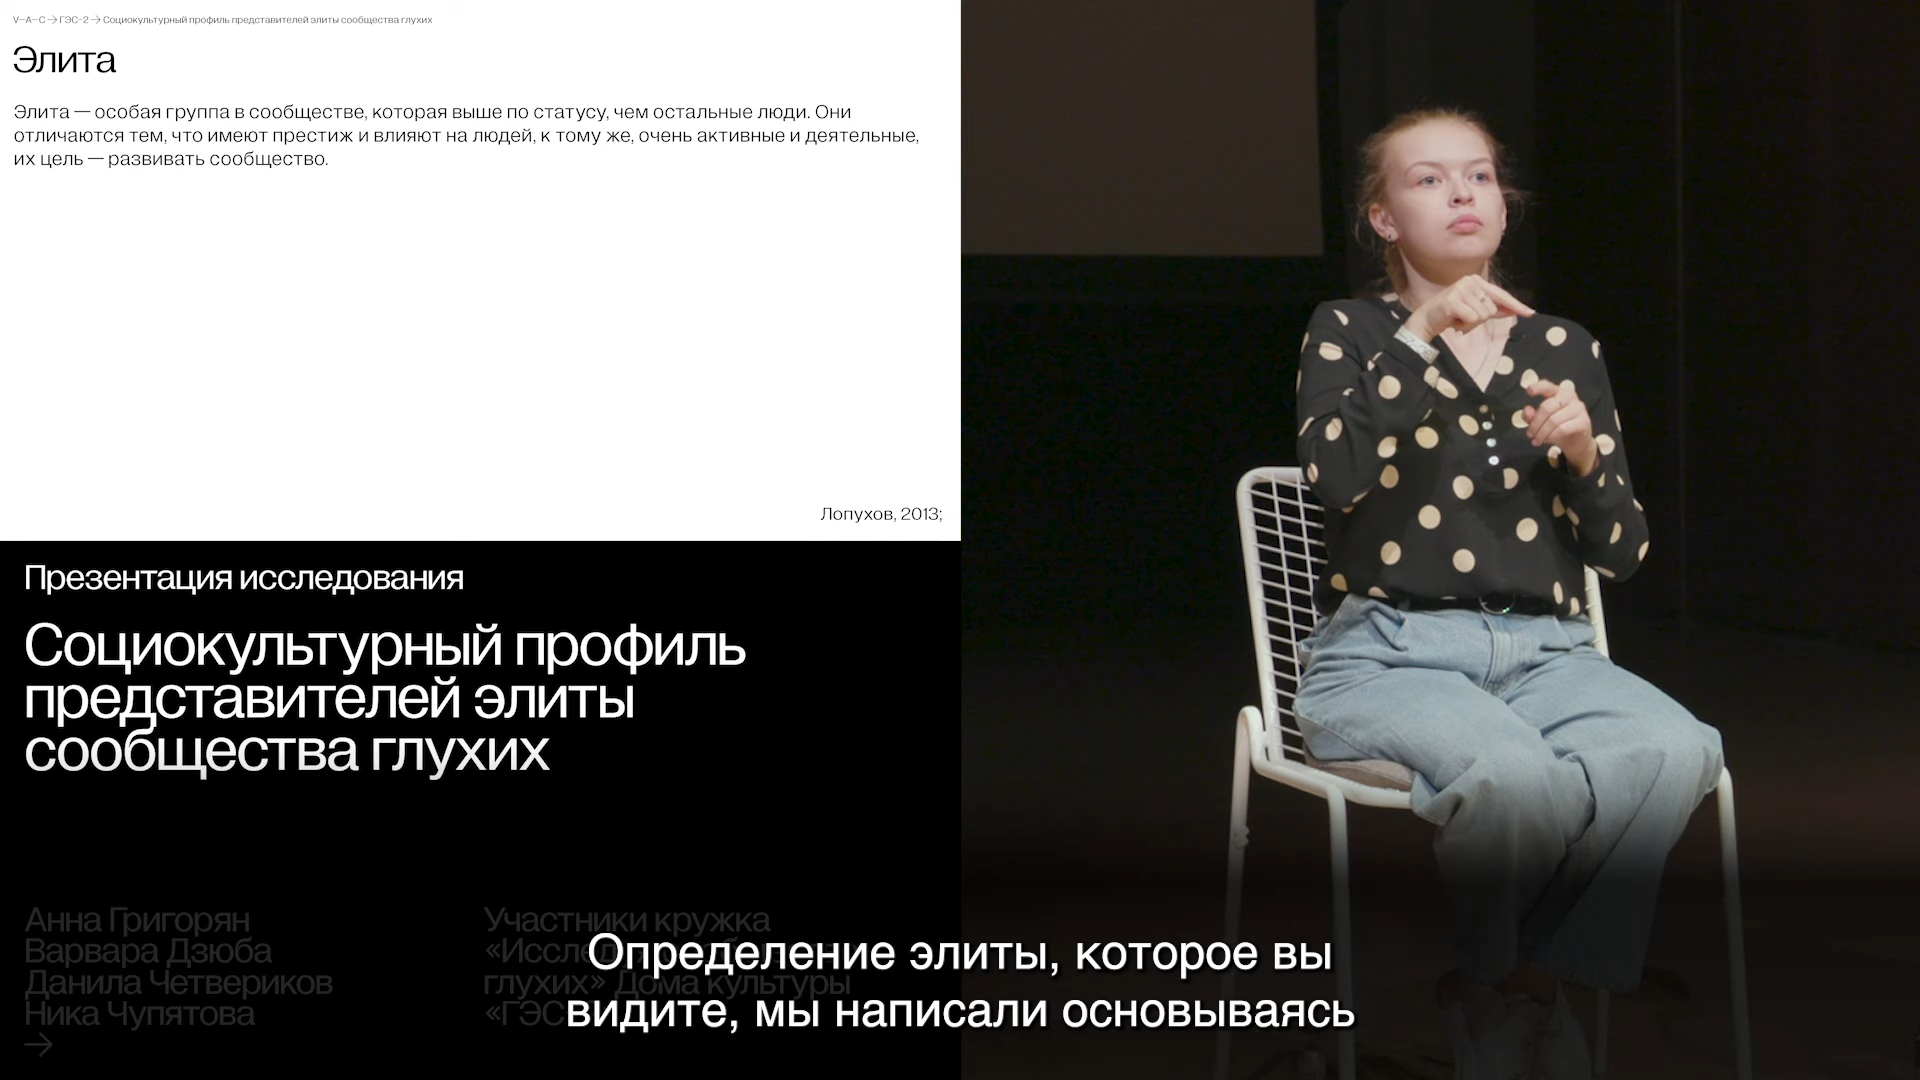 V–A–C → ГЭС-2 → Социокультурный профиль представителей элиты сообщества глухих
Элита
Элита — особая группа в сообществе, которая выше по статусу, чем остальные люди. Они
отличаются тем, что имеют престиж и влияют на людей, к тому же, очень активные и деятельные,
их цель — развивать сообщество.
Лопухов, 2013;
Презентация исследования
Социокультурный профиль
представителей элиты
сообщества глухих
Анна Григорян
Варвара Дзюба
Данила Четвериков
Ника Чупятова
→
Участники кружка
глухих» Дома культуры
Определение элиты, которое вы
видите, мы написали основываясь